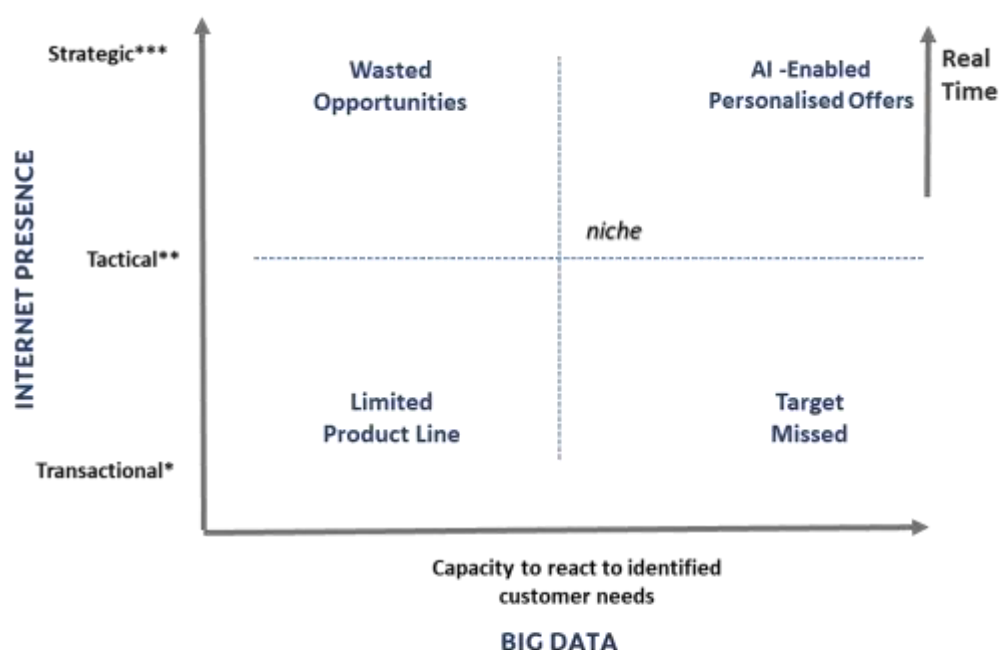 Strategic***
Wasted
Opportunities
AI -Enabled
Personalised Offers
Real
Time
INTERNET PRESENCE
Tactical**
niche
Limited
Product Line
Target
Missed
Transactional*
Capacity to react to identified
customer needs
BIG DATA